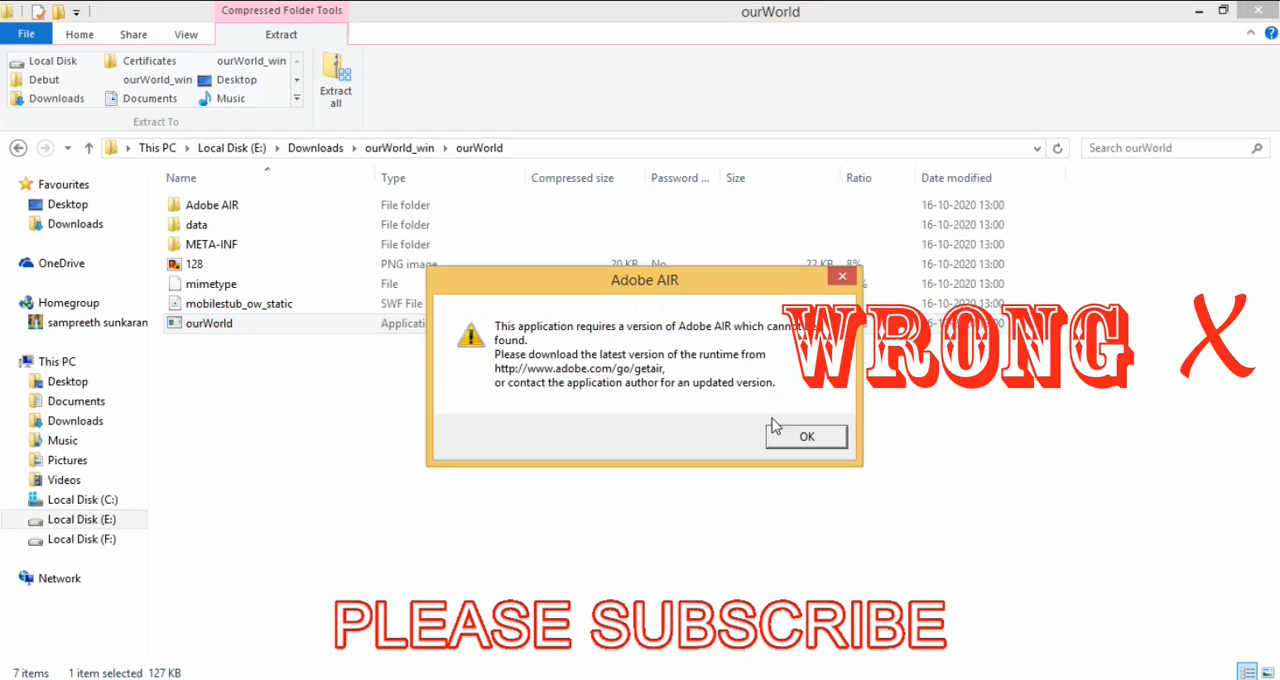 Compressed Folder Tools
ourWorld
File Home Share View Extract
Local Disk Certificates ourWorld_win
Debut ourWorld_win Desktop
Downloads Documents Music
Extract To
Extract all
This PC Local Disk (E:) Downloads ourWorld_win ourWorld
Search ourWorld
Name Type Compressed size Password ... Size Ratio Date modified
Favourites
Desktop
Downloads
OneDrive
Homegroup
sampreeth sunkaran
This PC
Desktop
Documents
Downloads
Music
Pictures
Videos
Local Disk (C:)
Local Disk (E:)
Local Disk (F:)
Network
Adobe AIR File folder 16-10-2020 13:00
data File folder 16-10-2020 13:00
META-INF File folder 16-10-2020 13:00
128 PNG image 20 KB No 22 KB 8% 16-10-2020 13:00
mimetype File 16-10-2020 13:00
mobilestub_ow_static SWF File 16-10-2020 13:00
ourWorld Applicatio
Adobe AIR
This application requires a version of Adobe AIR which cannot be
found.
Please download the latest version of the runtime from
http://www.adobe.com/go/getair,
or contact the application author for an updated version.
OK
WRONG X
PLEASE SUBSCRIBE
7 items 1 item selected 127 KB